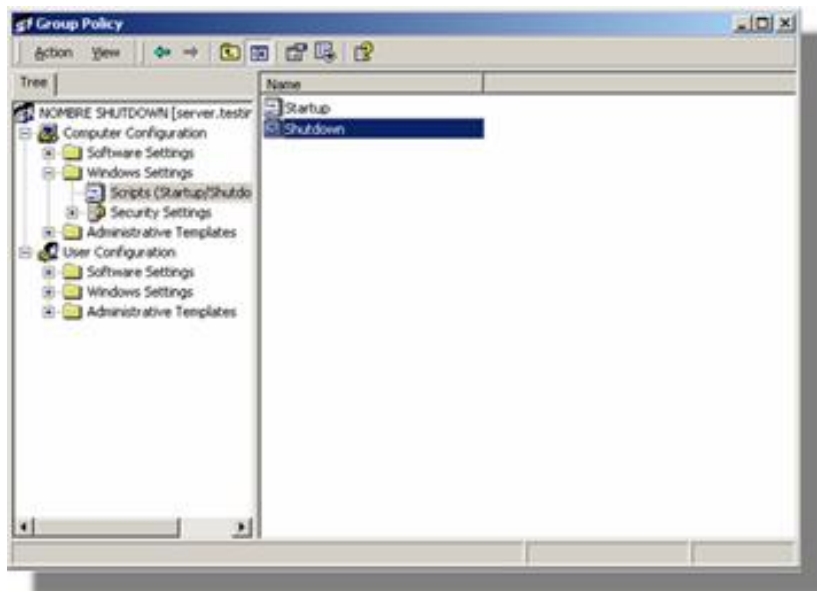 Group Policy
Action View
Tree
Name
NOMBRE SHUTDOWN [server.testir
Computer Configuration
Software Settings
Windows Settings
Scripts (Startup/Shutdo
Security Settings
Administrative Templates
User Configuration
Software Settings
Windows Settings
Administrative Templates
Startup
Shutdown